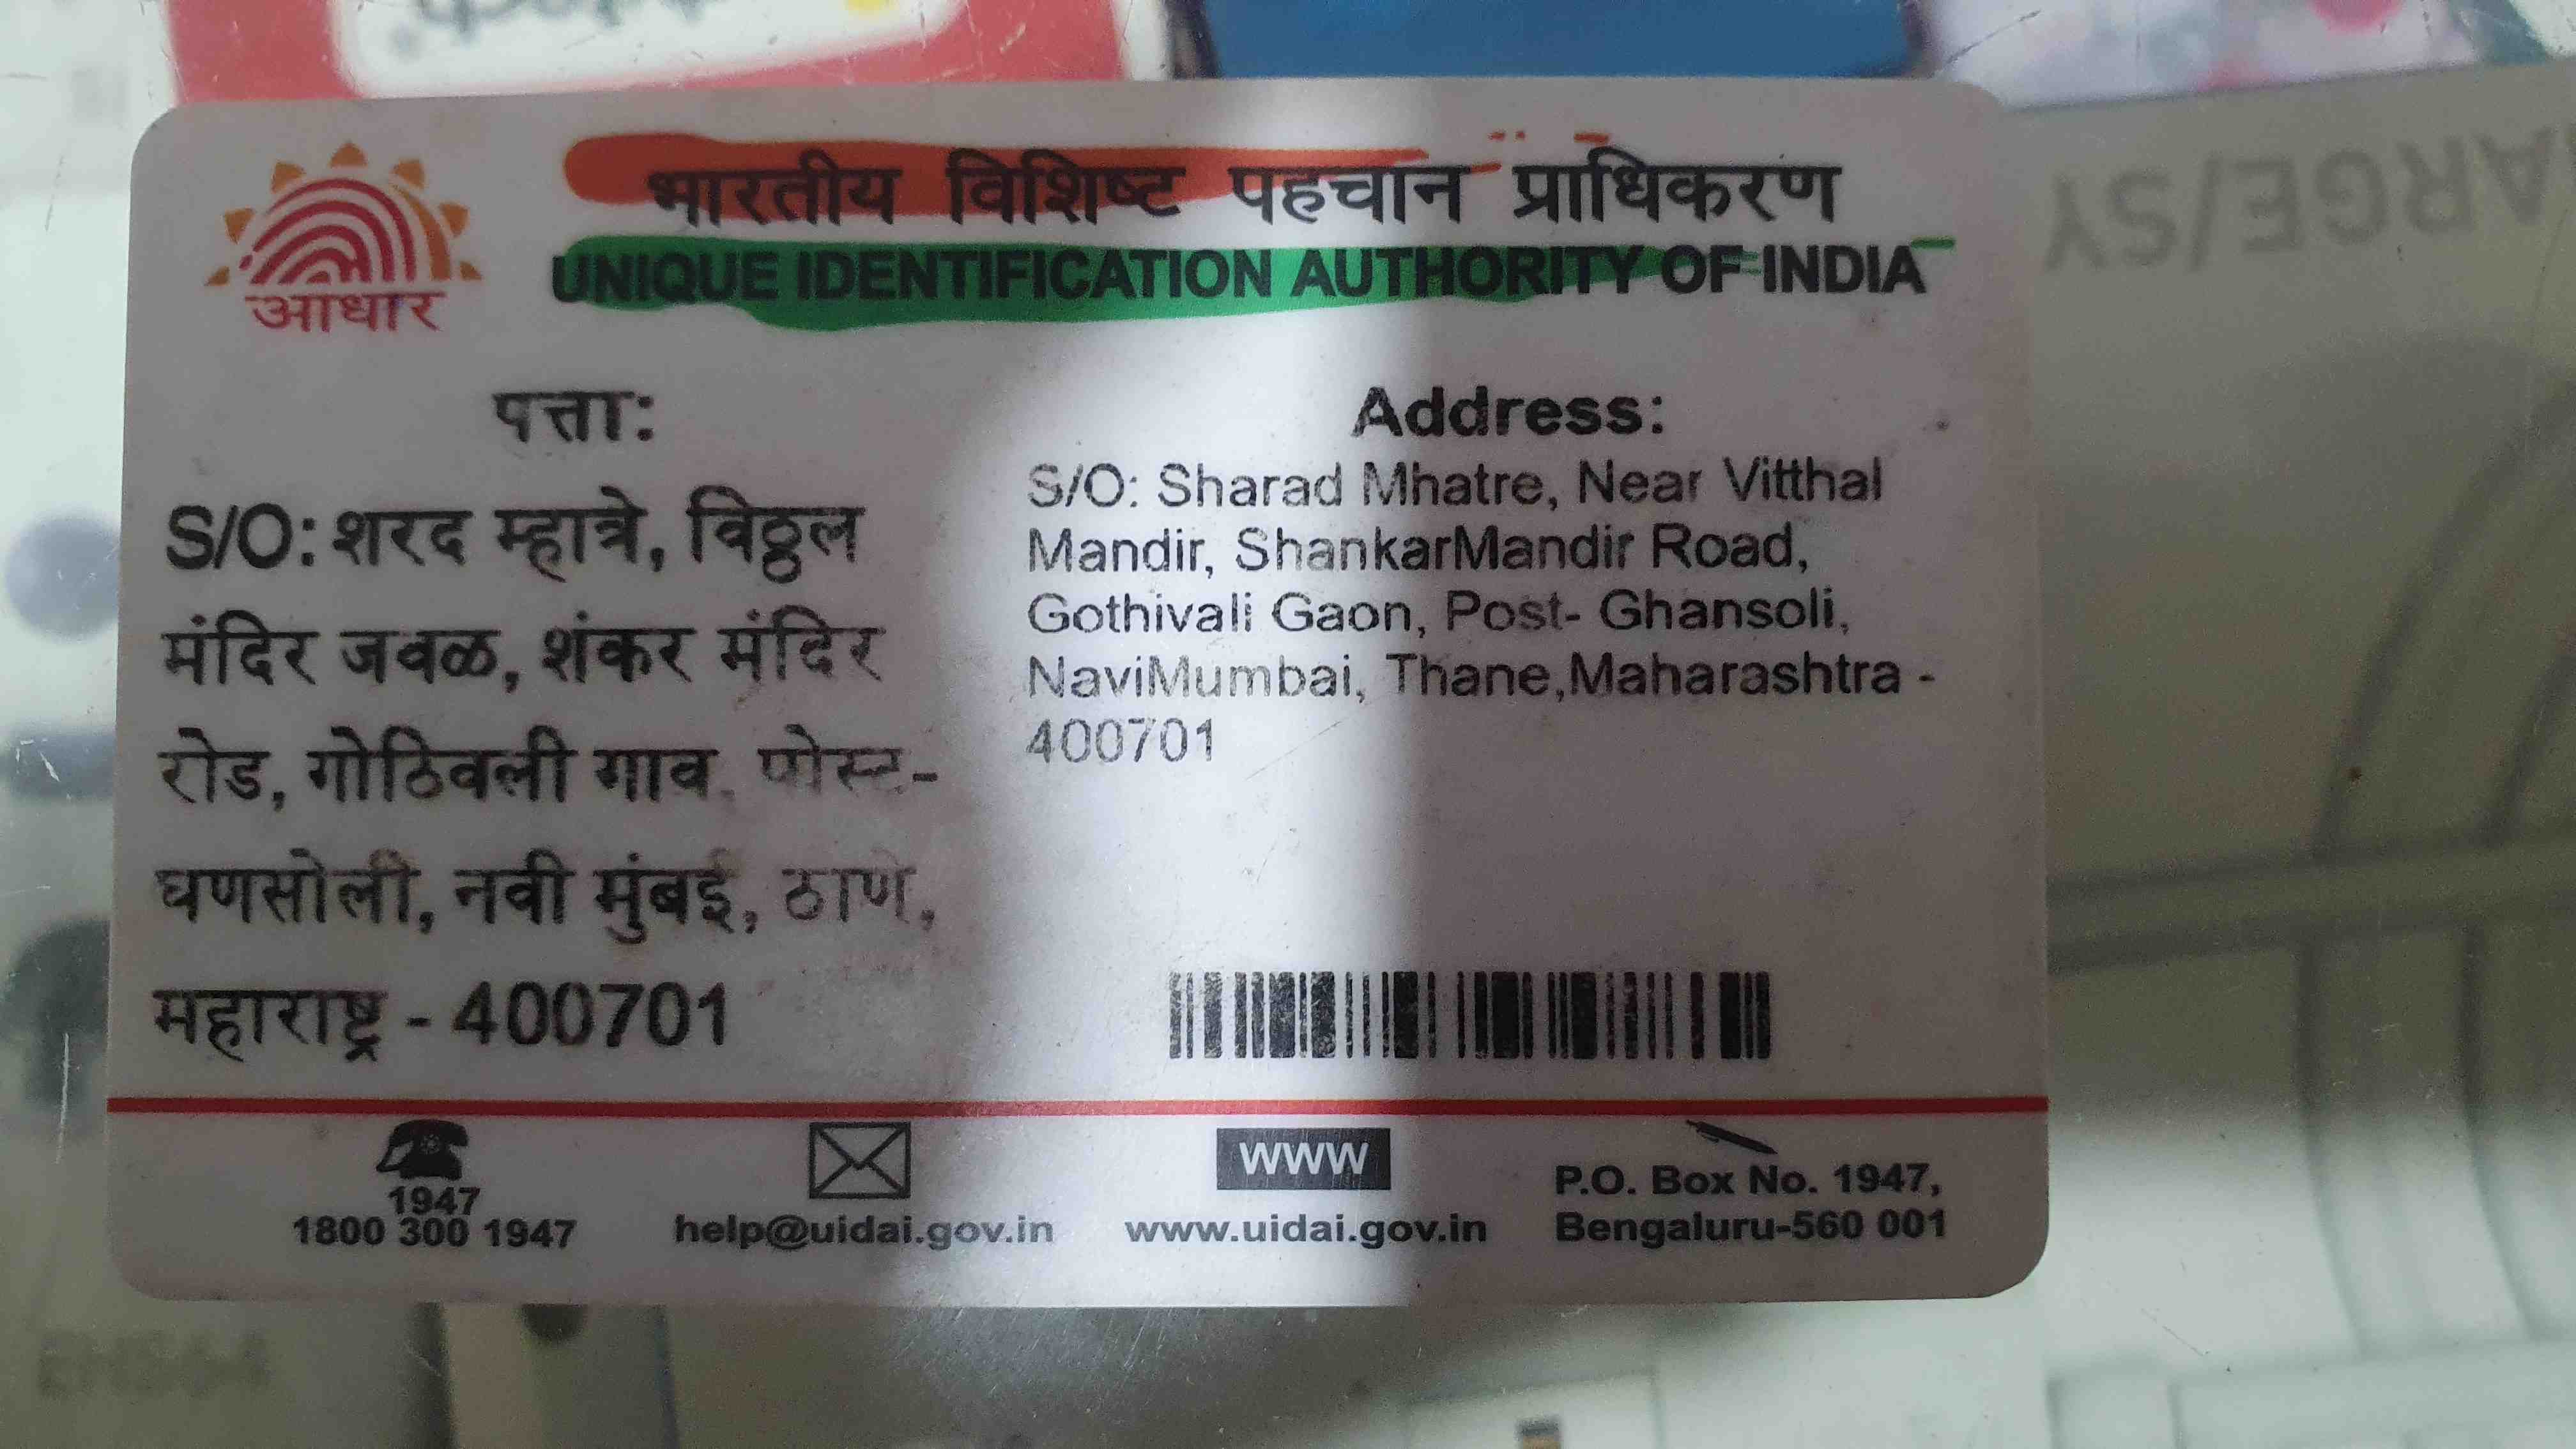 आधार
भारतीय विशिष्ट पहचान प्राधिकरण
UNIQUE IDENTIFICATION AUTHORITY OF INDIA
पत्ता:
S/O: शरद म्हात्रे, विठ्ठल
मंदिर जवळ, शंकर मंदिर
रोड, गोठिवली गाव, पोस्ट-
घणसोली, नवी मुंबई, ठाणे,
महाराष्ट्र - 400701
Address:
S/O: Sharad Mhatre, Near Vitthal
Mandir, ShankarMandir Road,
Gothivali Gaon, Post- Ghansoli,
NaviMumbai, Thane,Maharashtra -
400701
1947
1800 300 1947
help@uidai.gov.in
WWW
www.uidai.gov.in
P.O. Box No. 1947,
Bengaluru-560 001
ARGE/SY